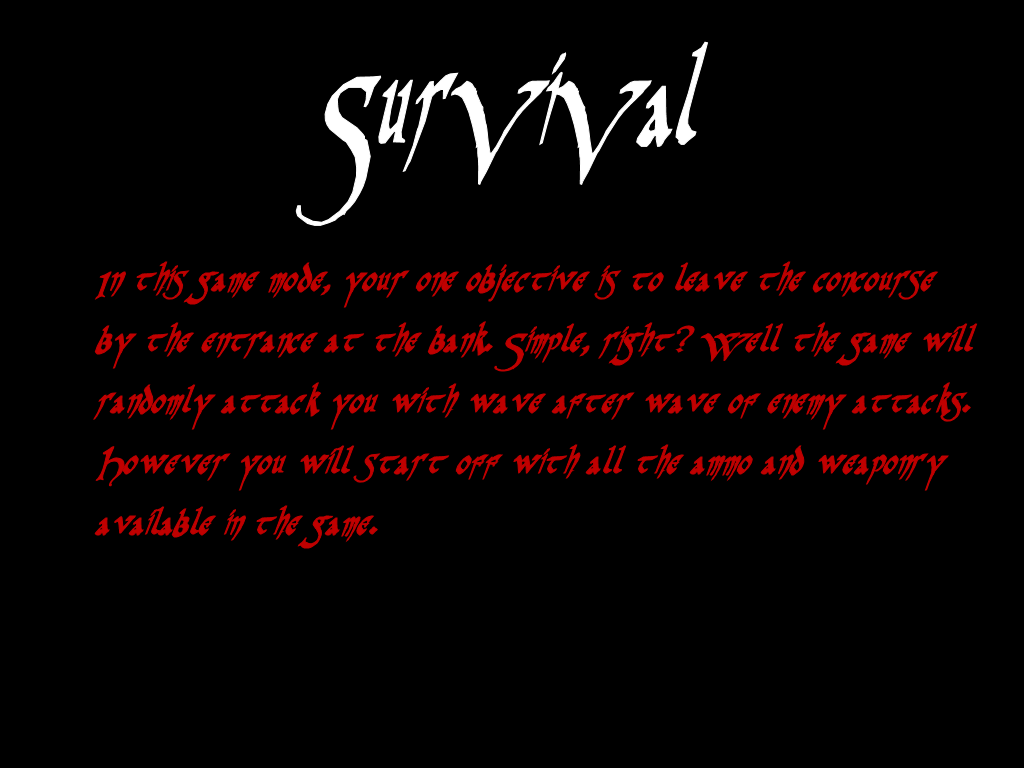 Survival
In this game mode, your one objective is to leave the concourse
by the entrance at the bank. Simple, right? Well the game will
randomly attack you with wave after wave of enemy attacks.
However you will start off with all the ammo and weaponry
available in the game.